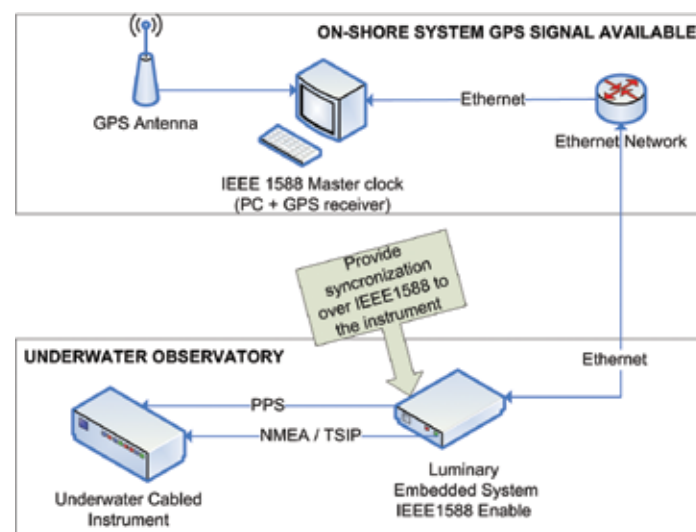 ON-SHORE SYSTEM GPS SIGNAL AVAILABLE
GPS Antenna
Ethernet
Ethernet Network
IEEE 1588 Master clock
(PC + GPS receiver)
Provide
syncronization
over IEEE1588 to
the instrument
UNDERWATER OBSERVATORY
Ethernet
PPS
NMEA / TSIP
Underwater Cabled
Instrument
Luminary
Embedded System
IEEE1588 Enable